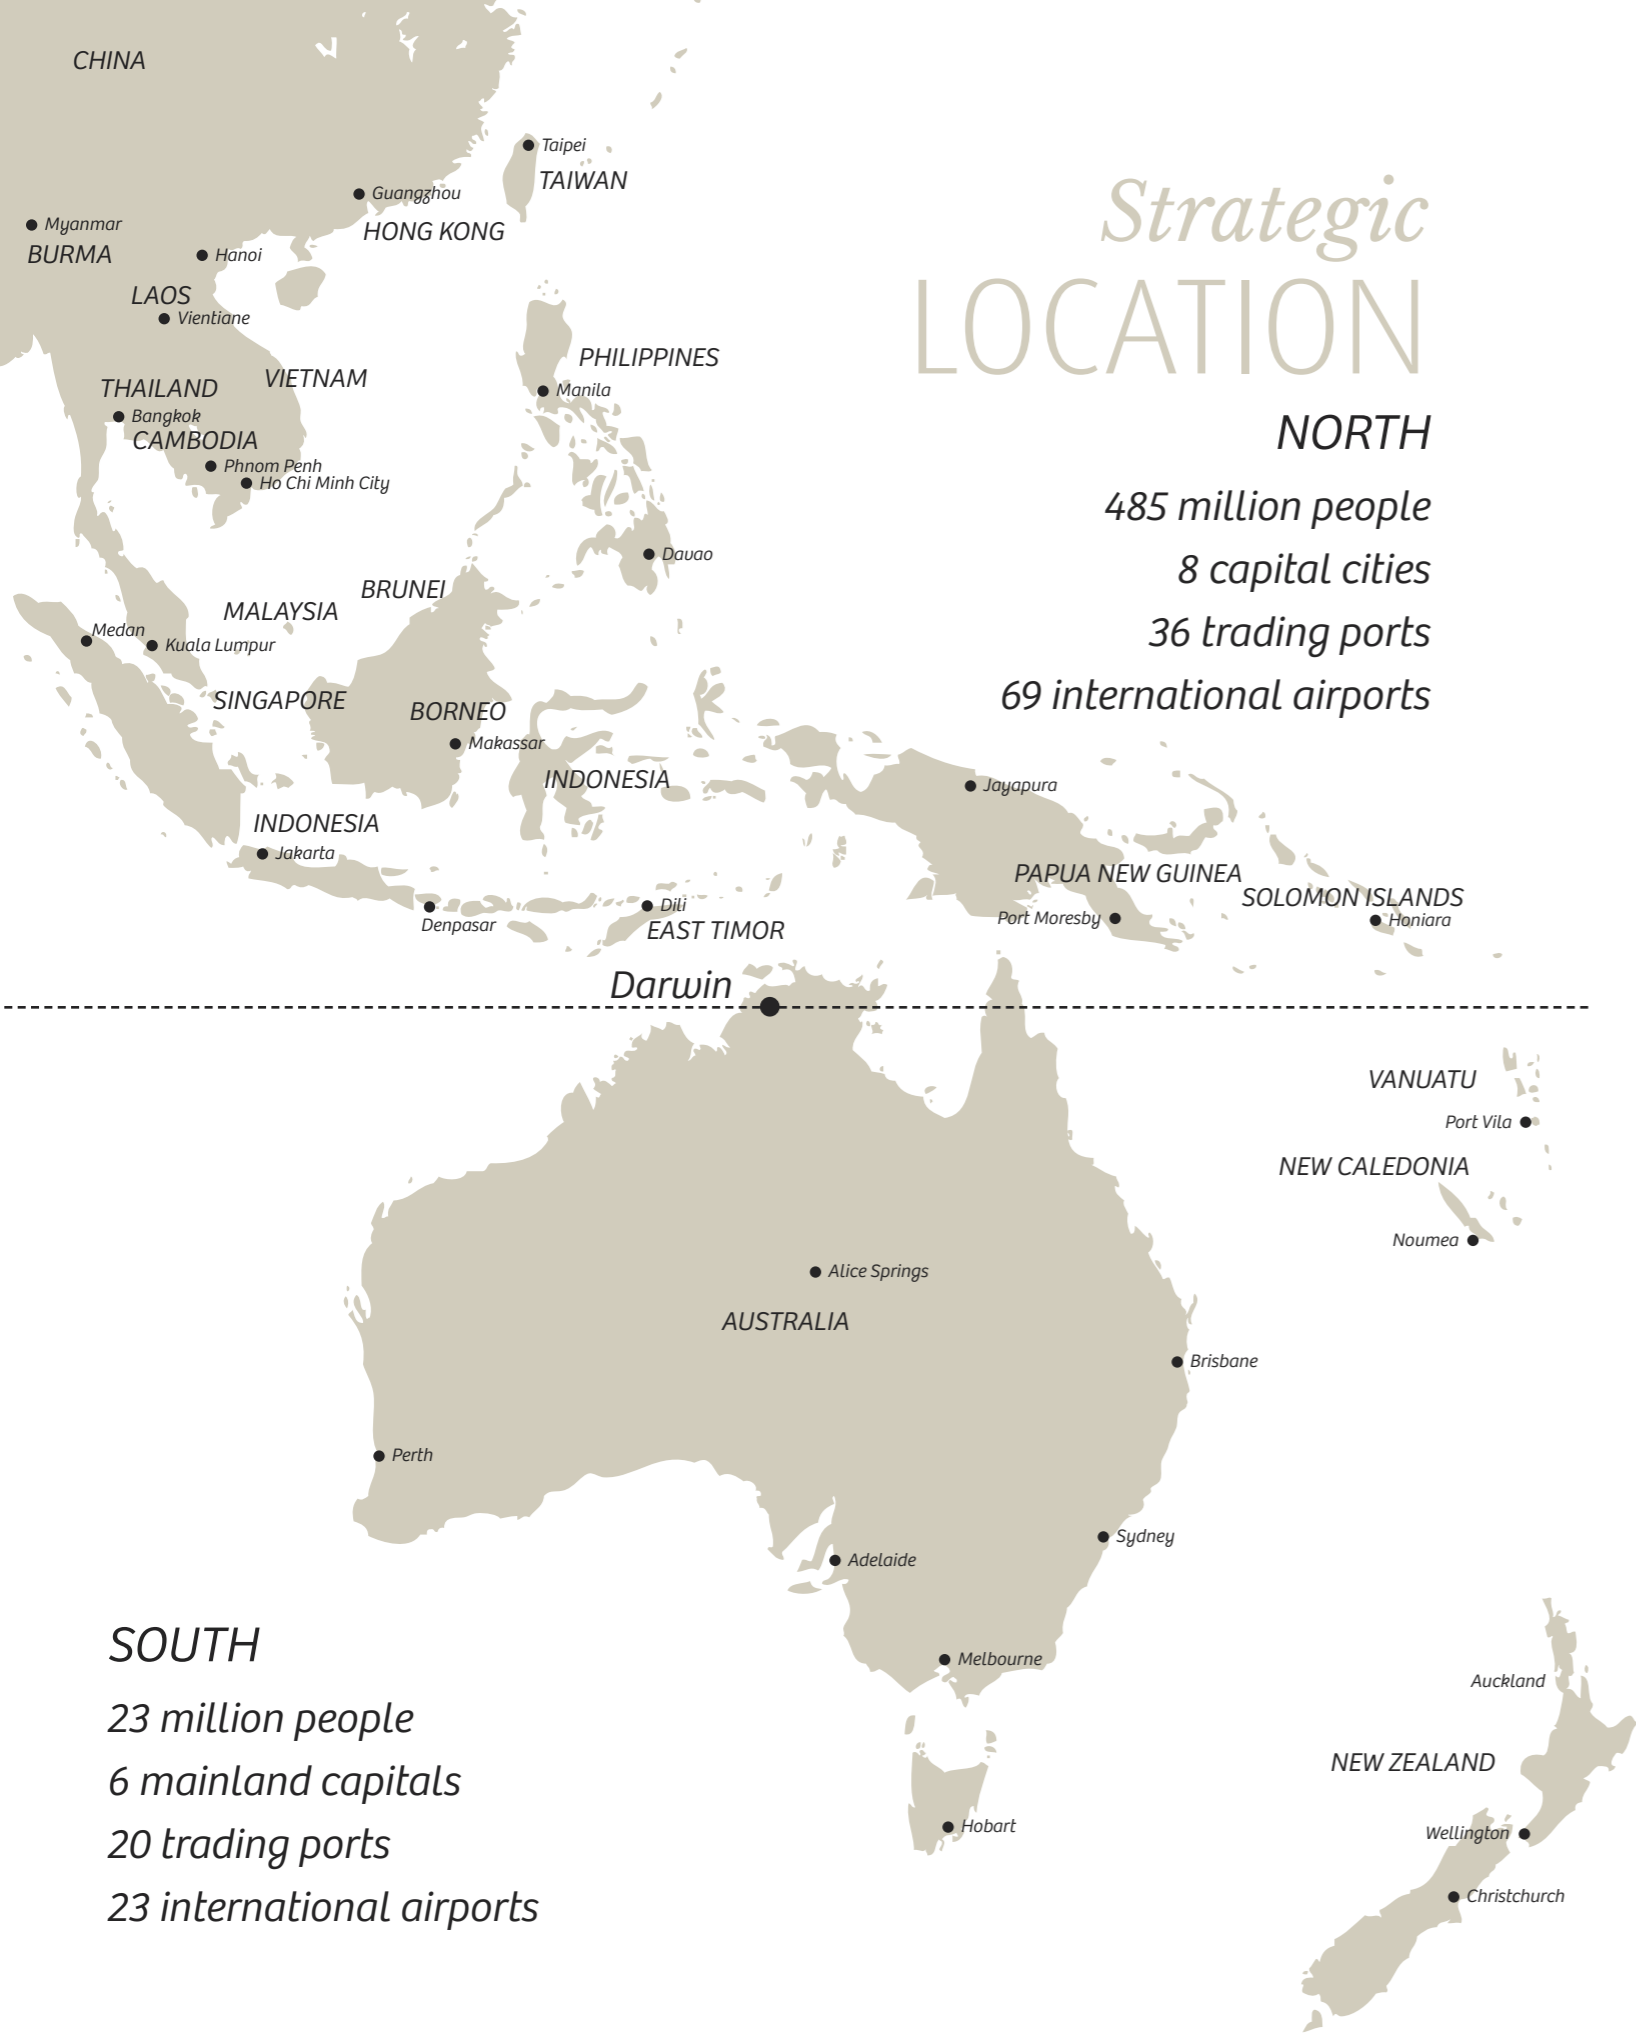 CHINA
Taipei
TAIWAN
Guangzhou
HONG KONG
Myanmar
BURMA
Hanoi
LAOS
Vientiane
Strategic
LOCATION
PHILIPPINES
Manila
VIETNAM
THAILAND
Bangkok
CAMBODIA
Phnom Penh
Ho Chi Minh City
NORTH
485 million people
8 capital cities
36 trading ports
69 international airports
Davao
BRUNEI
MALAYSIA
Medan
Kuala Lumpur
SINGAPORE
BORNEO
Makassar
INDONESIA
Jayapura
INDONESIA
Jakarta
PAPUA NEW GUINEA
SOLOMON ISLANDS
Port Moresby
Honiara
Denpasar
Dili
EAST TIMOR
Darwin
VANUATU
Port Vila
NEW CALEDONIA
Noumea
Alice Springs
AUSTRALIA
Brisbane
Perth
Sydney
Adelaide
Melbourne
Hobart
SOUTH
23 million people
6 mainland capitals
20 trading ports
23 international airports
Auckland
NEW ZEALAND
Wellington
Christchurch